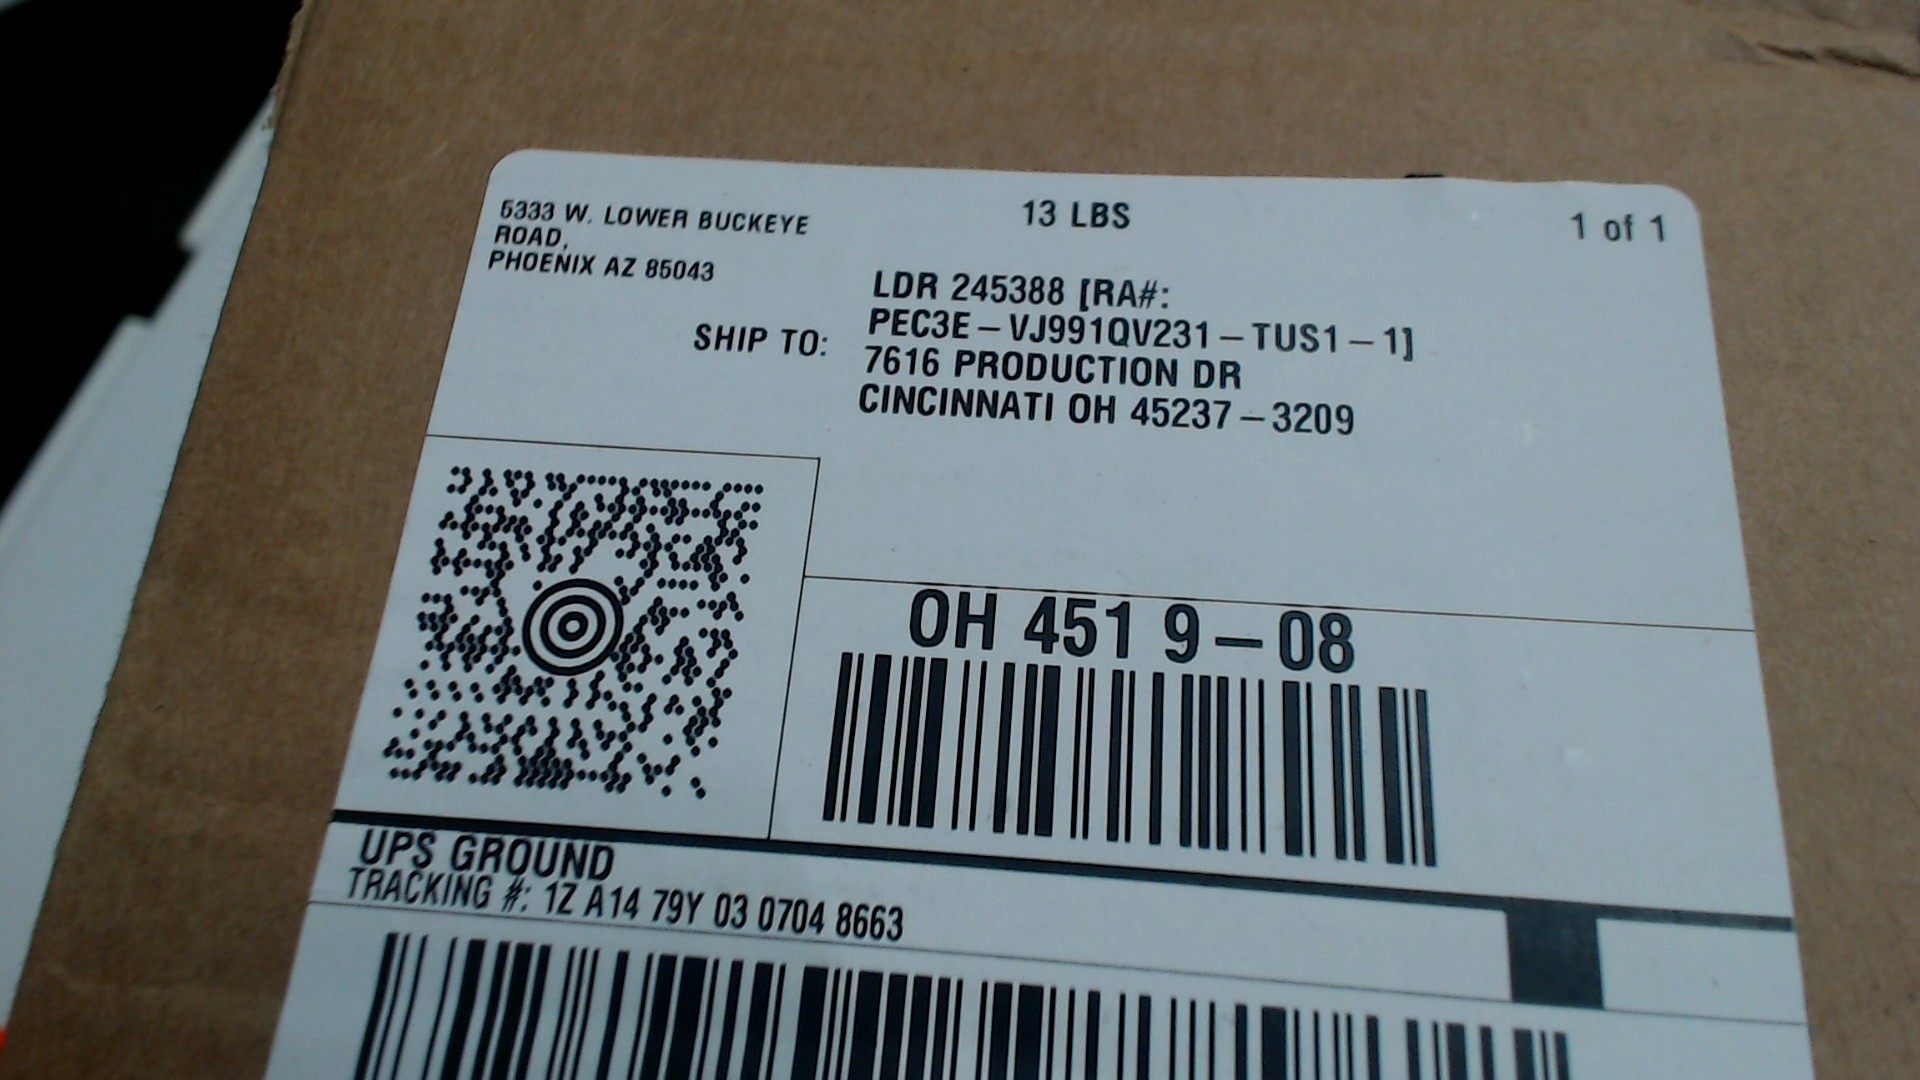 5333 W. LOWER BUCKEYE
ROAD,
PHOENIX AZ 85043
13 LBS
1 of 1
SHIP TO:
LDR 245388 [RA#:
PEC3E-VJ991QV231-TUS1-1]
7616 PRODUCTION DR
CINCINNATI OH 45237-3209
OH 451 9-08
UPS GROUND
TRACKING #: 1Z A14 79Y 03 0704 8663